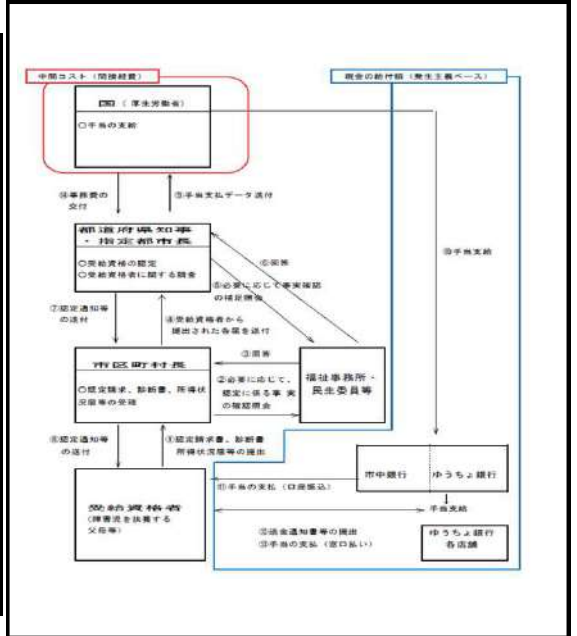 中間コスト（間接経費）
現金の給付額（発生主義ベース）
国（厚生労働省）
○手当の支給
⑭事務費の
交付
⑨手当支払データ送付
都道府県知事
・指定都市長
○受給資格の認定
○受給資格者に関する調査
⑥回答
⑤必要に応じて事実確認
の補足照会
⑩手当支給
⑦認定通知等
の送付
④受給資格者から
提出された各届を送付
市区町村長
○認定請求、診断書、所得状
況届等の受理
③回答
②必要に応じて、
認定に係る事 実
の確認照会
福祉事務所・
民生委員等
⑧認定通知等
の送付
①認定請求書、診断書
所得状況届等の提出
受給資格者
（障害児を扶養する
父母等）
⑪手当の支払（口座振込）
市中銀行
ゆうちょ銀行
手当支給
⑫送金通知書等の提出
⑬手当の支払（窓口払い）
ゆうちょ銀行
各店舗